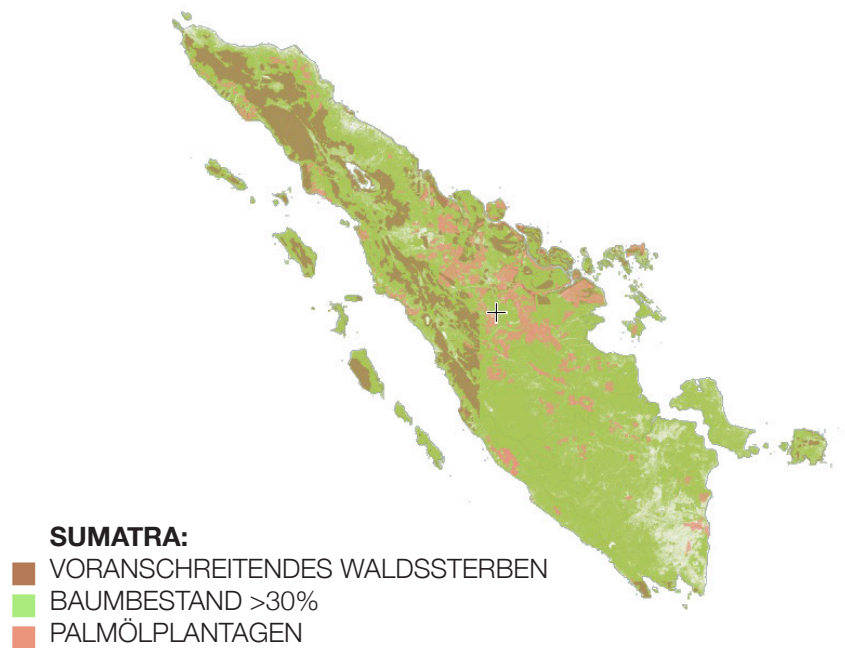 SUMATRA:
VORANSCHREITENDES WALDSSTERBEN
BAUMBESTAND >30%
PALMÖLPLANTAGEN